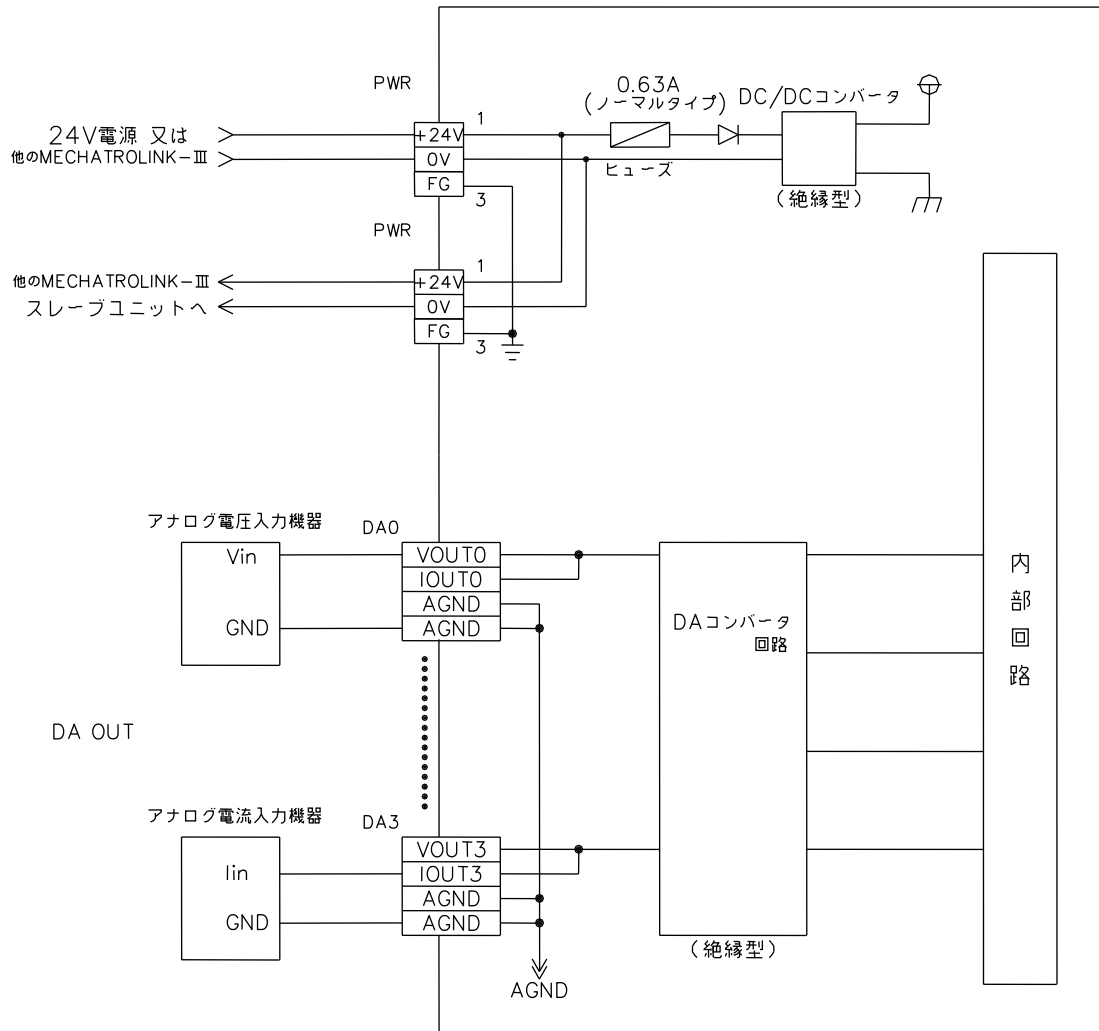 PWR
24V電源 又は
他のMECHATROLINK-Ⅲ
+24V
0V
FG
1
3
0.63A
(ノーマルタイプ)
ヒューズ
DC/DCコンバータ
(絶縁型)
PWR
他のMECHATROLINK-Ⅲ
スレーブユニットへ
+24V
0V
FG
1
3
アナログ電圧入力機器
Vin
GND
DA0
VOUT0
IOUT0
AGND
AGND
DAコンバータ
回路
内部回路
DA OUT
アナログ電流入力機器
Iin
GND
DA3
VOUT3
IOUT3
AGND
AGND
(絶縁型)
AGND